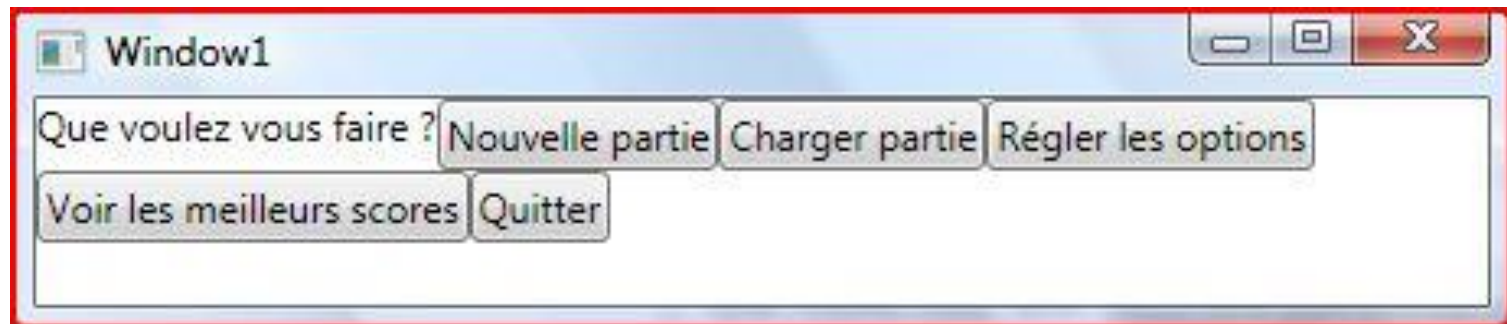 Window1
Que voulez vous faire ? Nouvelle partie Charger partie Régler les options
Voir les meilleurs scores Quitter